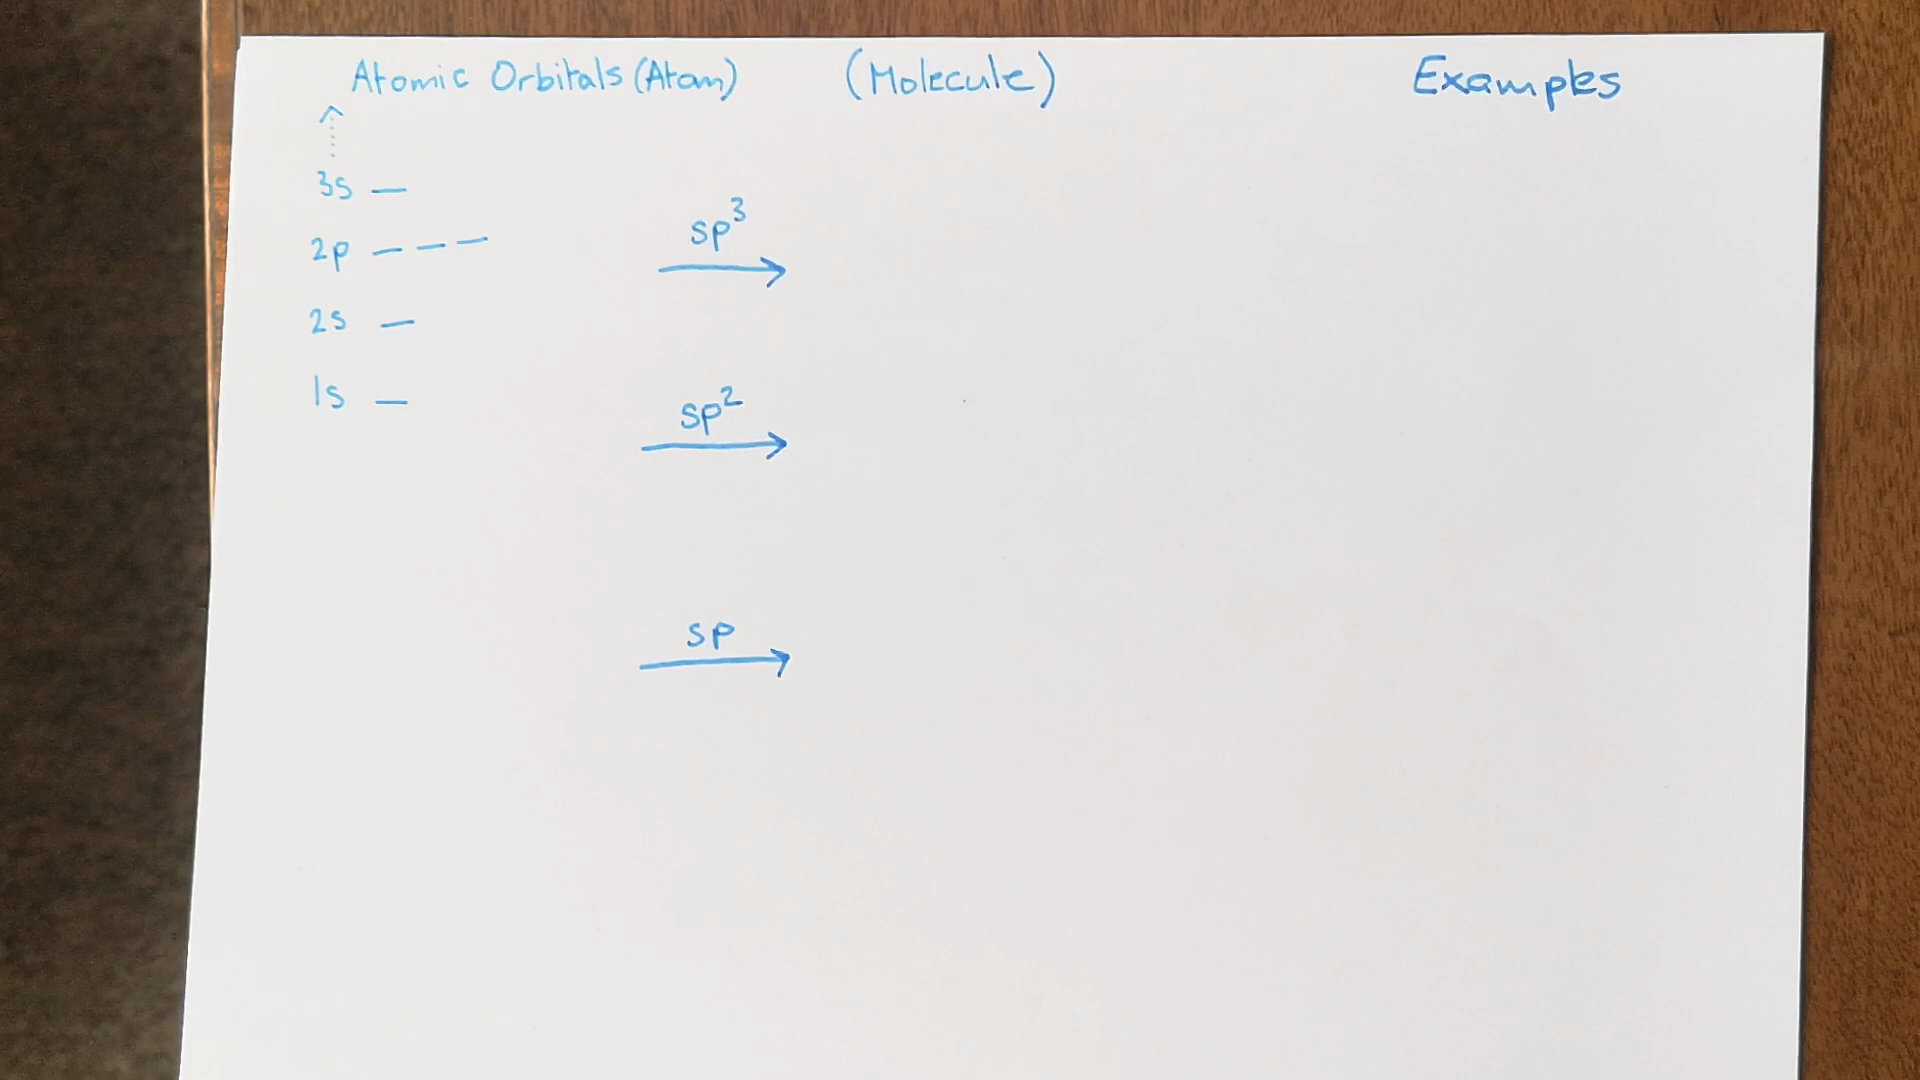 Atomic Orbitals (Atom) (Molecule) Examples
3s
2p
2s
1s
sp³
sp²
sp